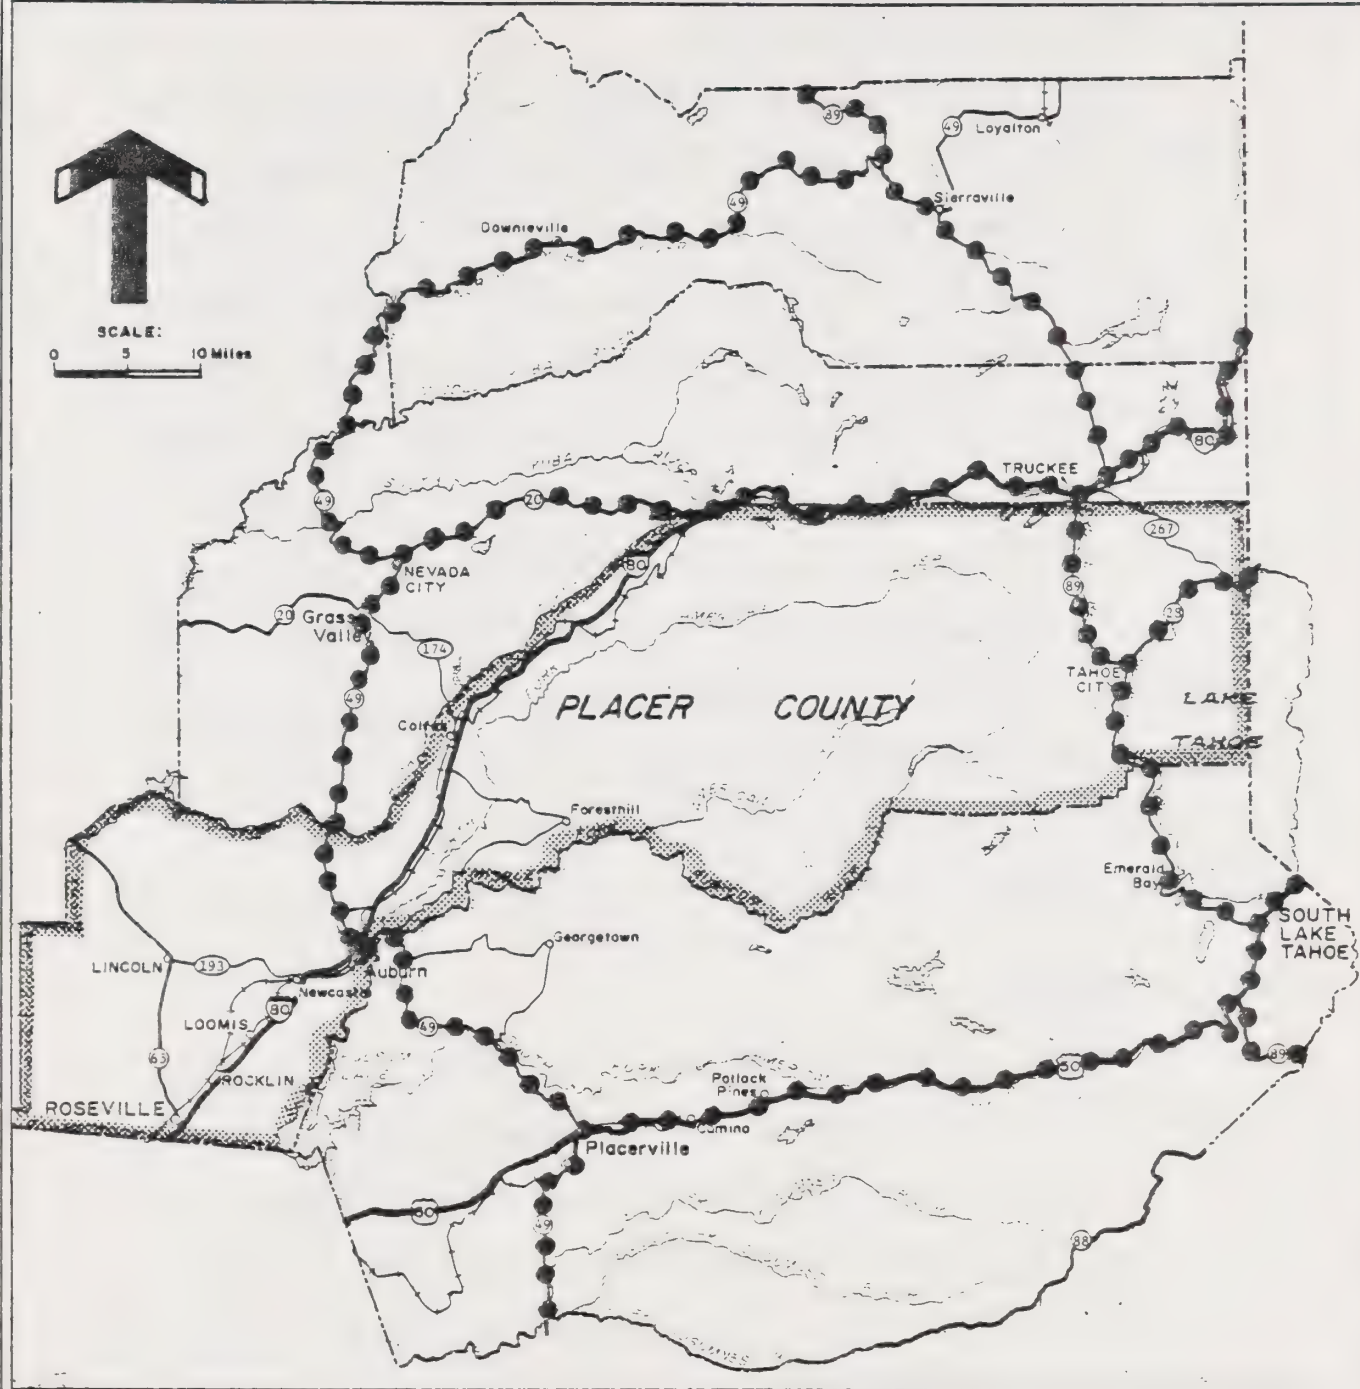 89
49
Loyalton
49
Sierraville
Downieville
SCALE:
0 5 10 Miles
80
TRUCKEE
49
20
267
NEVADA
CITY
80
89
20
Grass
Valley
28
174
TAHOE
CITY
49
PLACER COUNTY
LAKE
TAHOE
Colfax
Foresthill
Emerald
Bay
SOUTH
LAKE
TAHOE
Georgetown
LINCOLN
193
Auburn
Newcastle
80
LOOMIS
49
65
ROCKLIN
89
50
Pollock
Pines
ROSEVILLE
Camino
Placerville
50
49
88